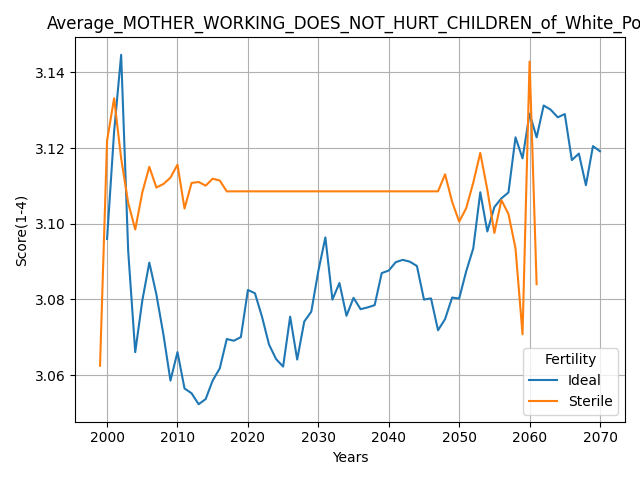 Average_MOTHER_WORKING_DOES_NOT_HURT_CHILDREN_of_White_Po
3.14
3.12
3.10
3.08
3.06
Score(1-4)
2000 2010 2020 2030 2040 2050 2060 2070
Years
Fertility
Ideal
Sterile